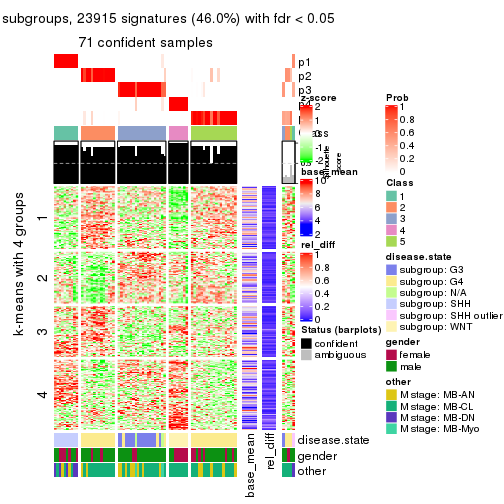 subgroups, 23915 signatures (46.0%) with fdr < 0.05
71 confident samples
p1
p2
p3
z-score
2
1
0
-1
-2
base_mean
10
8
6
4
2
rel_diff
1
0.8
0.6
0.4
0.2
0
Status (barplots)
confident
ambiguous
Prob
1
0.8
0.6
0.4
0.2
0
Class
1
2
3
4
5
disease.state
subgroup: G3
subgroup: G4
subgroup: N/A
subgroup: SHH
subgroup: SHH outlier
subgroup: WNT
gender
female
male
other
M stage: MB-AN
M stage: MB-CL
M stage: MB-DN
M stage: MB-Myo
k-means with 4 groups
1
2
3
4
disease.state
gender
other
base_mean
rel_diff
score